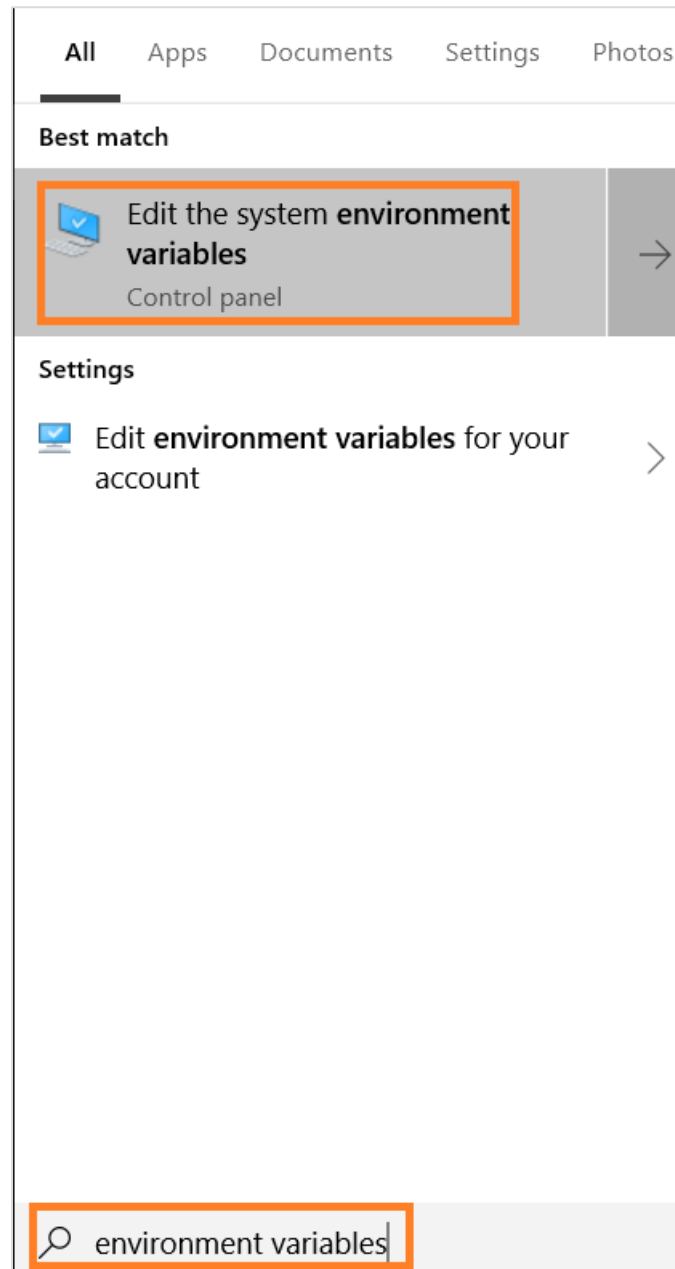 All Apps Documents Settings Photos
Best match
Edit the system environment
variables
Control panel
Settings
Edit environment variables for your
account
environment variables